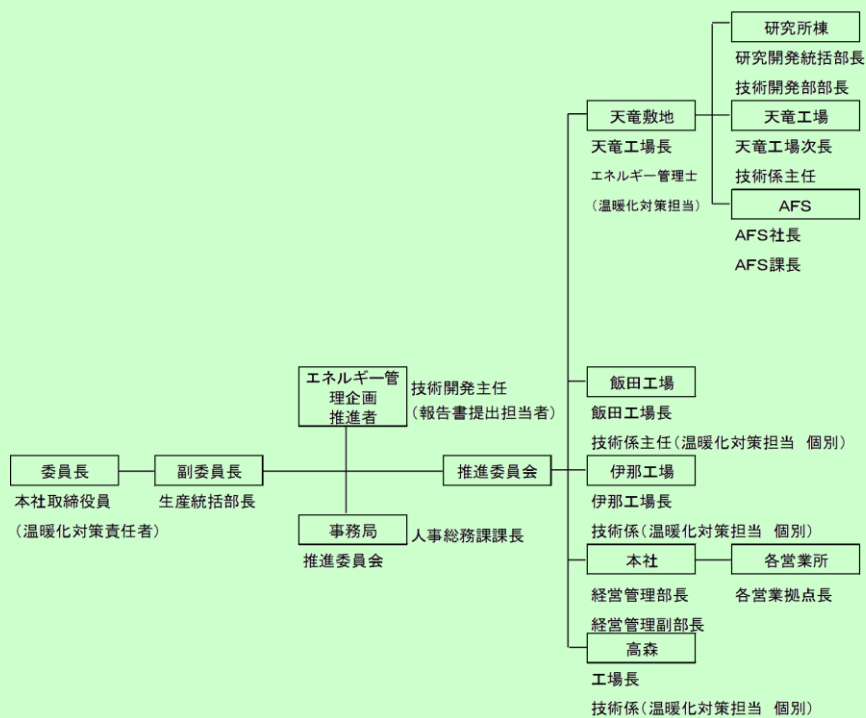 研究所棟
研究開発統括部長
技術開発部部長
天竜敷地
天竜工場長
エネルギー管理士
(温暖化対策担当)
天竜工場
天竜工場次長
技術係主任
AFS
AFS社長
AFS課長
エネルギー管
理企画
推進者
技術開発主任
(報告書提出担当者)
飯田工場
飯田工場長
技術係主任(温暖化対策担当 個別)
委員長
本社取締役員
(温暖化対策責任者)
副委員長
生産統括部長
推進委員会
伊那工場
伊那工場長
技術係(温暖化対策担当 個別)
事務局
人事総務課課長
推進委員会
本社
経営管理部長
経営管理副部長
各営業所
各営業拠点長
高森
工場長
技術係(温暖化対策担当 個別)